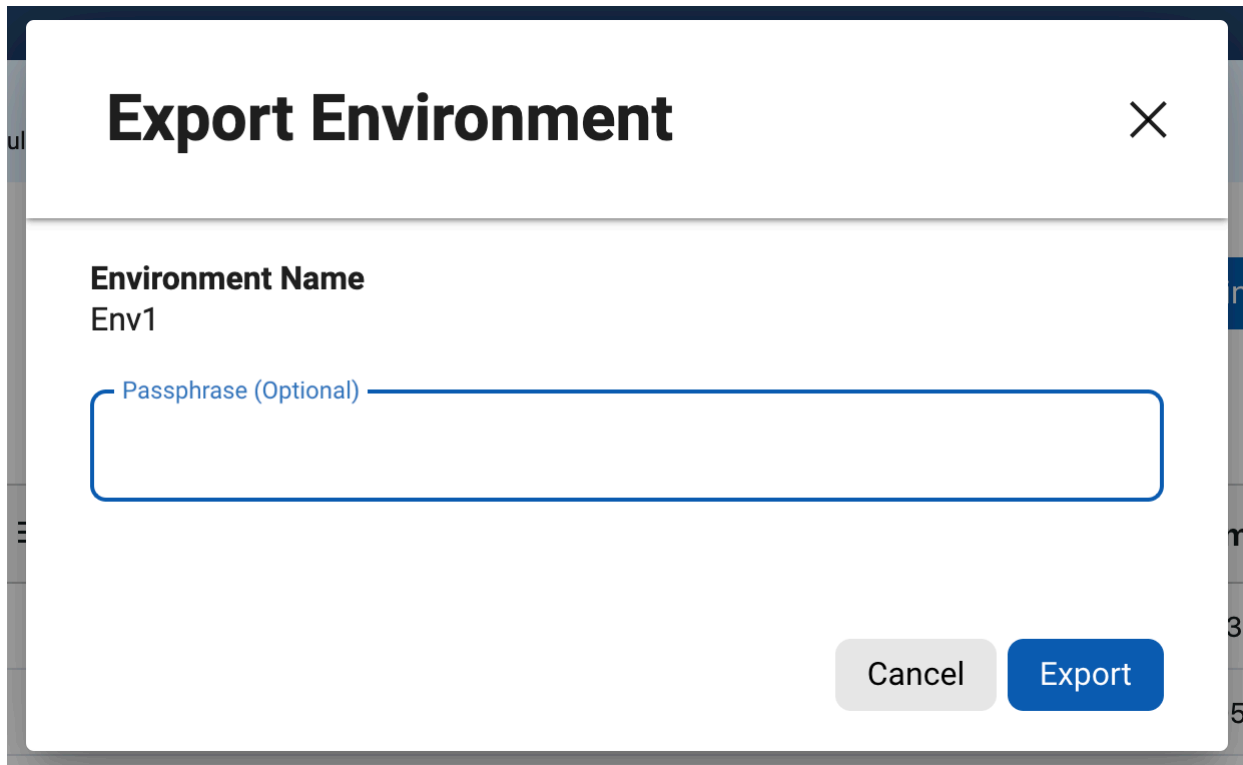 Export Environment
Environment Name
Env1
Passphrase (Optional)
Cancel
Export